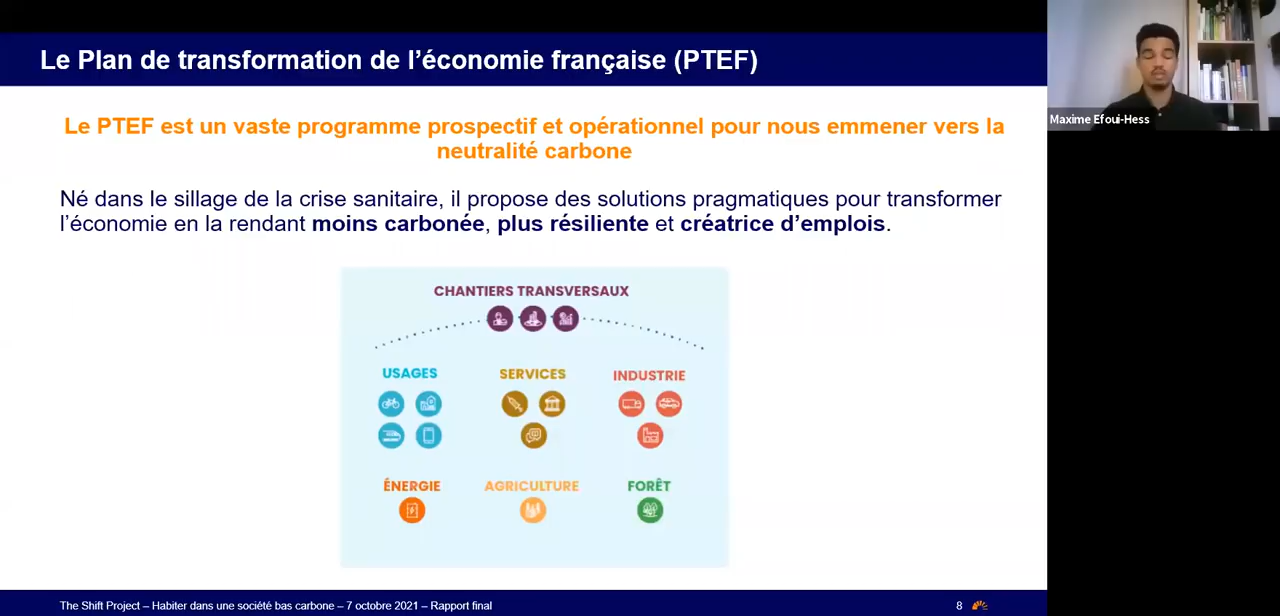 Le Plan de transformation de l’économie française (PTEF)
Maxime Efoui-Hess
Le PTEF est un vaste programme prospectif et opérationnel pour nous emmener vers la
neutralité carbone
Né dans le sillage de la crise sanitaire, il propose des solutions pragmatiques pour transformer
l’économie en la rendant moins carbonée, plus résiliente et créatrice d’emplois.
CHANTIERS TRANSVERSAUX
USAGES SERVICES INDUSTRIE
ÉNERGIE AGRICULTURE FORÊT
The Shift Project – Habiter dans une société bas carbone – 7 octobre 2021 – Rapport final 8